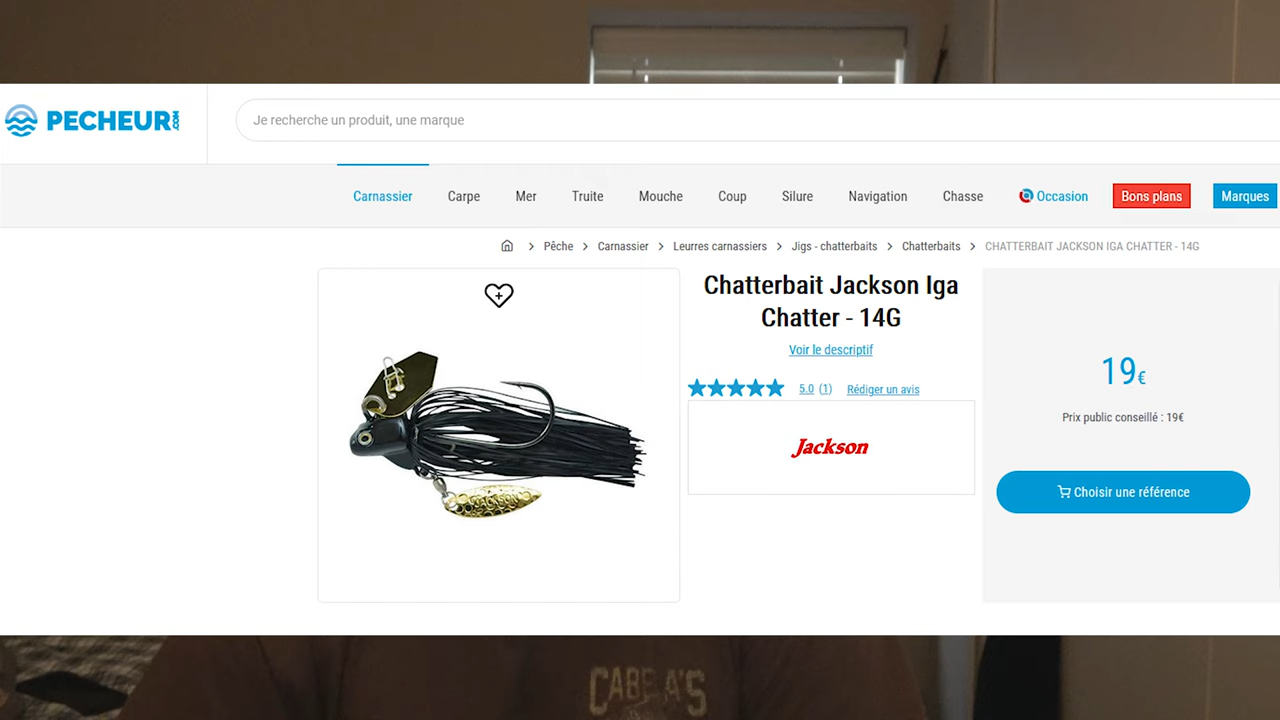 PECHEUR.COM
Je recherche un produit, une marque
Carnassier Carpe Mer Truite Mouche Coup Silure Navigation Chasse Occasion Bons plans Marques
Pêche > Carnassier > Leurres carnassiers > Jigs - chatterbaits > Chatterbaits > CHATTERBAIT JACKSON IGA CHATTER - 14G
Chatterbait Jackson Iga
Chatter - 14G
Voir le descriptif
5.0 (1) Rédiger un avis
Jackson
19€
Prix public conseillé : 19€
Choisir une référence
CABELA'S